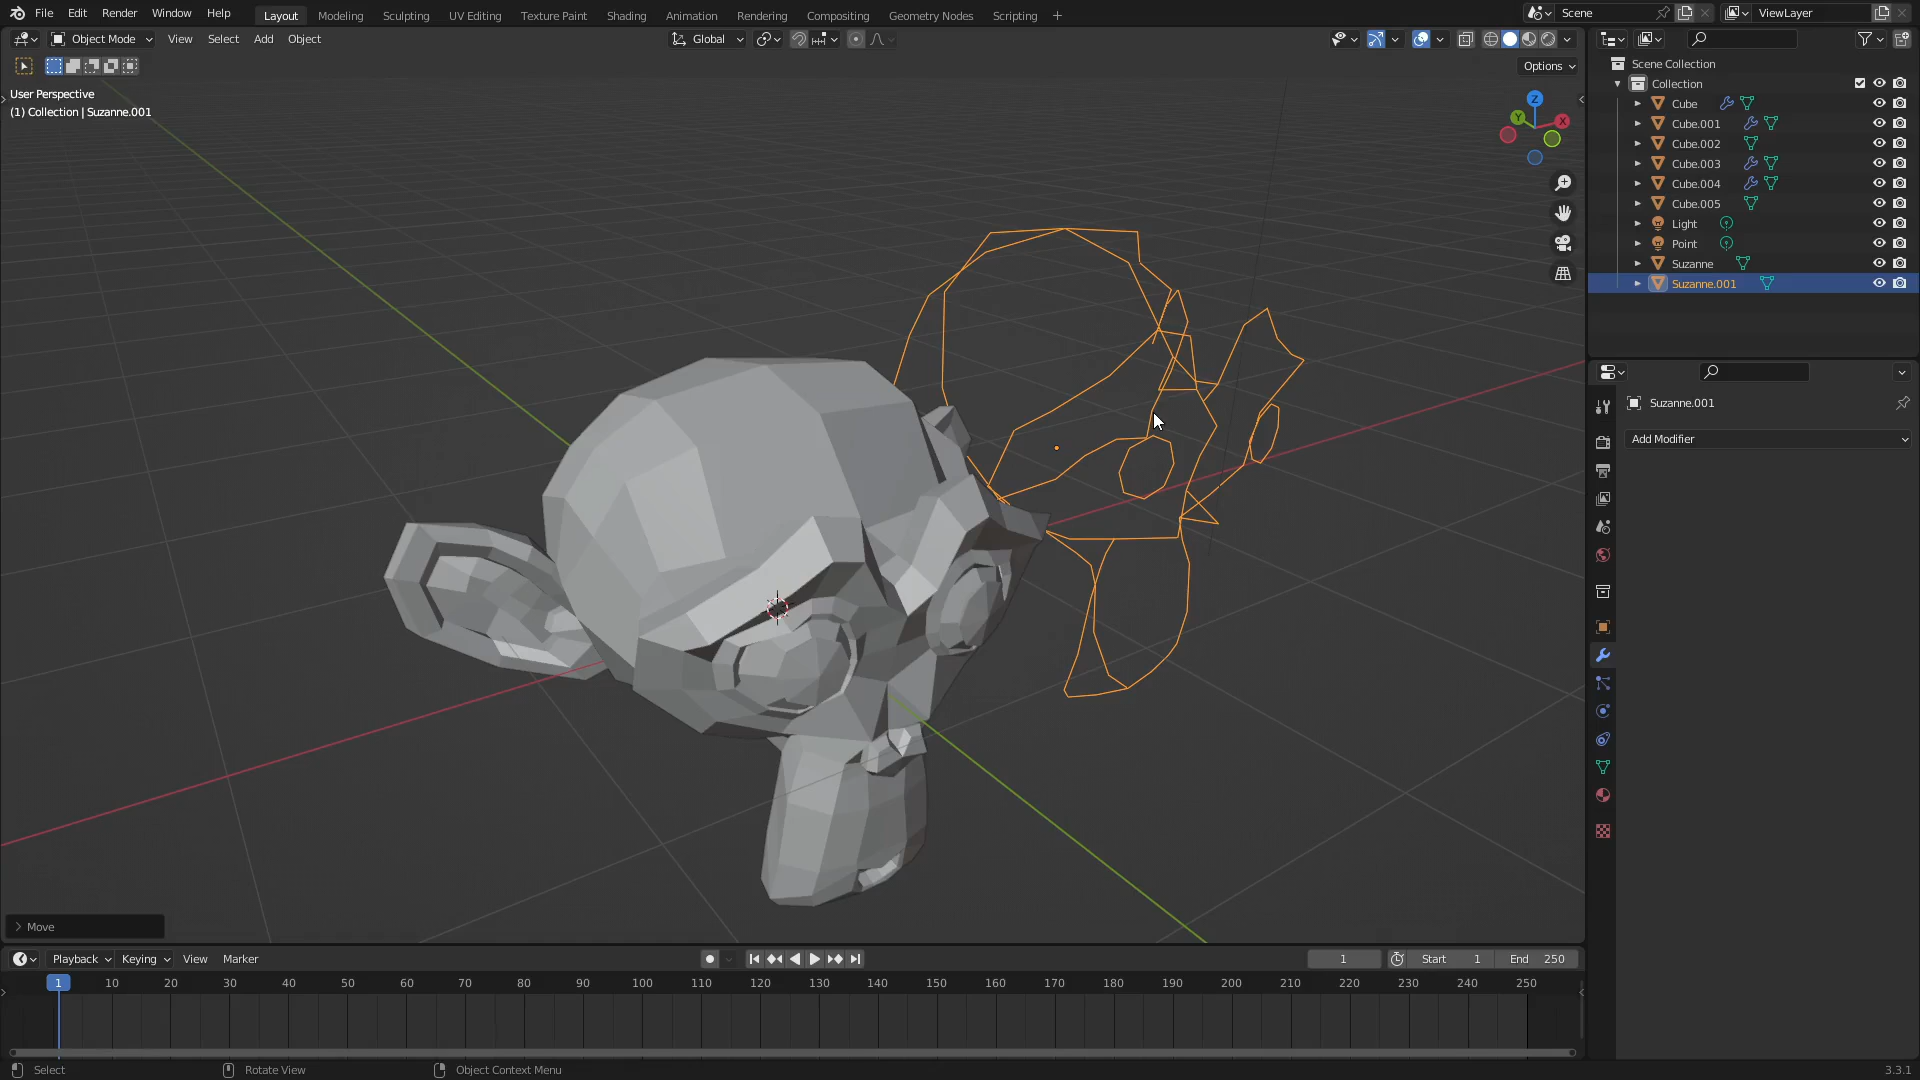 File Edit Render Window Help Layout Modeling Sculpting UV Editing Texture Paint Shading Animation Rendering Compositing Geometry Nodes Scripting + Scene ViewLayer
Object Mode View Select Add Object Global
Options
User Perspective
(1) Collection | Suzanne.001
Z
Y
X
Scene Collection
Collection
Cube
Cube.001
Cube.002
Cube.003
Cube.004
Cube.005
Light
Point
Suzanne
Suzanne.001
Suzanne.001
Add Modifier
Move
Playback Keying View Marker 1 Start 1 End 250
1 10 20 30 40 50 60 70 80 90 100 110 120 130 140 150 160 170 180 190 200 210 220 230 240 250
Select Rotate View Object Context Menu 3.3.1